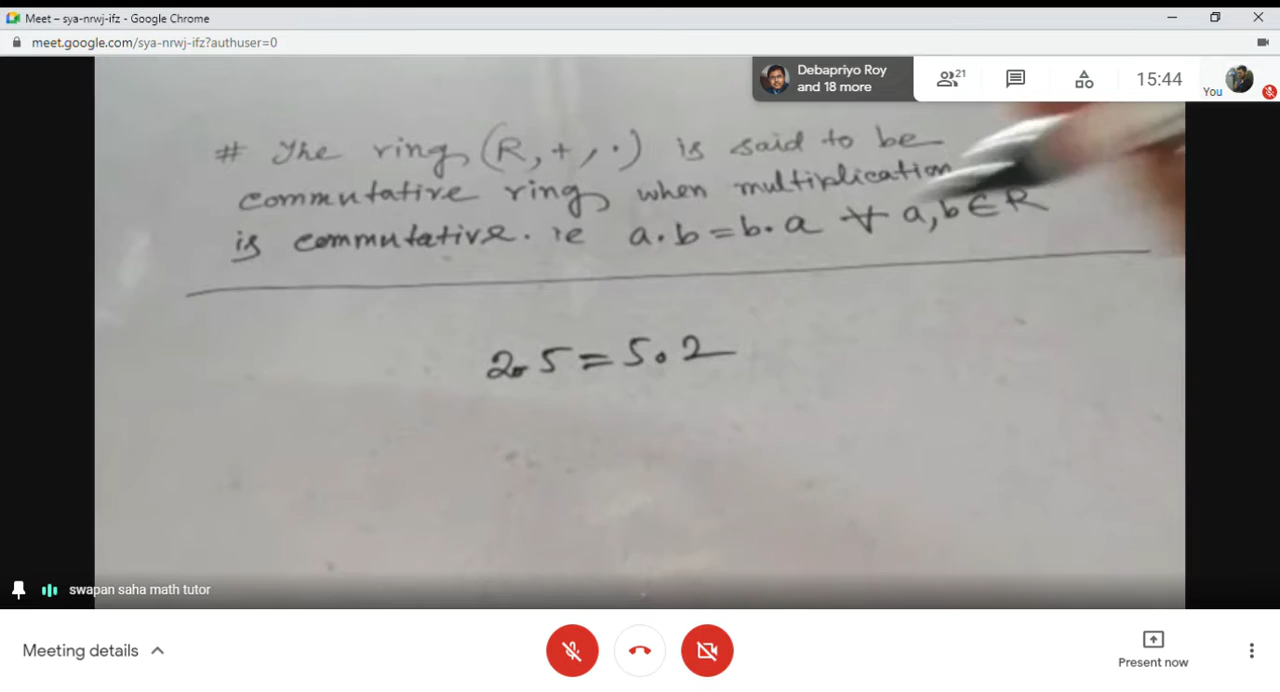 Meet – sya-nrwj-ifz - Google Chrome
meet.google.com/sya-nrwj-ifz?authuser=0
Debapriyo Roy
and 18 more
21
15:44
You
# The ring (R, +, ·) is said to be
commutative ring when multiplication
is commutative. ie a·b = b·a ∀ a, b ∈ R
2·5 = 5·2
swapan saha math tutor
Meeting details
Present now